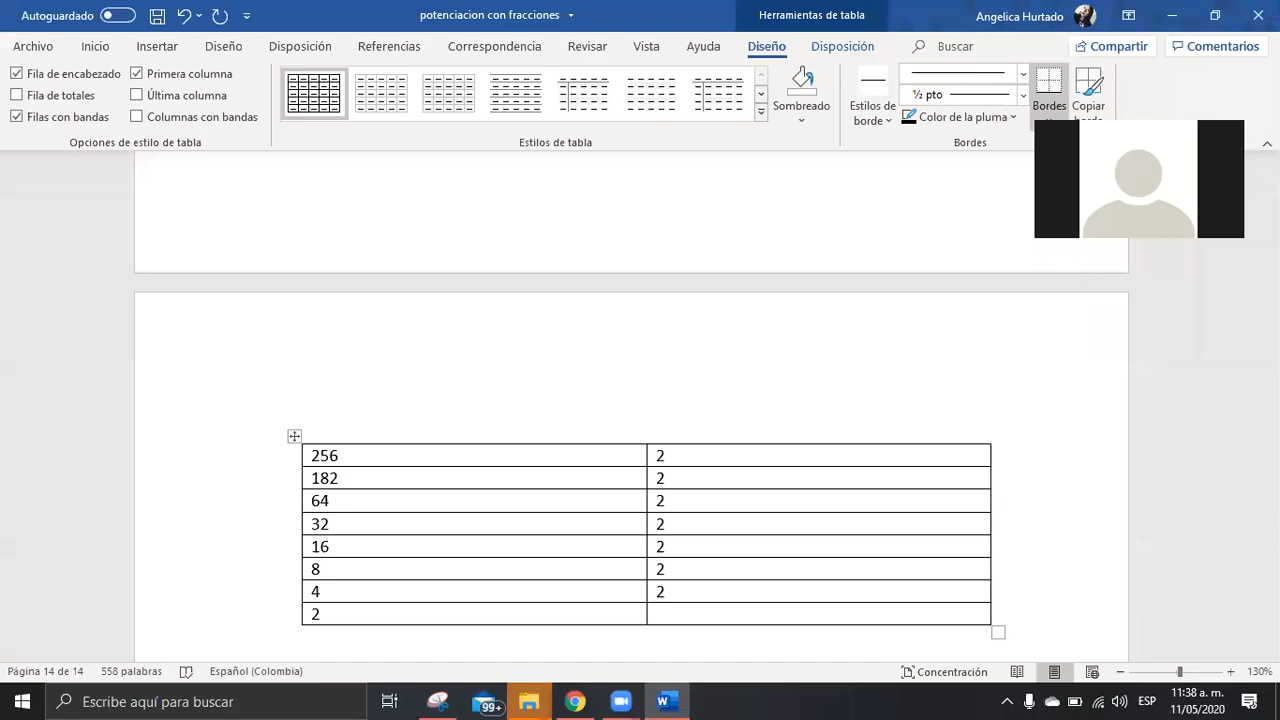 Autoguardado
potenciacion con fracciones
Herramientas de tabla
Angelica Hurtado
Archivo Inicio Insertar Diseño Disposición Referencias Correspondencia Revisar Vista Ayuda Diseño Disposición Buscar Compartir Comentarios
Fila de encabezado Primera columna
Fila de totales Última columna
Filas con bandas Columnas con bandas
Opciones de estilo de tabla
Estilos de tabla
Sombreado
Estilos de borde
½ pto
Color de la pluma
Bordes
Copiar
Bordes
256 2
182 2
64 2
32 2
16 2
8 2
4 2
2
Página 14 de 14 558 palabras Español (Colombia) Concentración 130%
Escribe aquí para buscar
99+
ESP
11:38 a. m.
11/05/2020